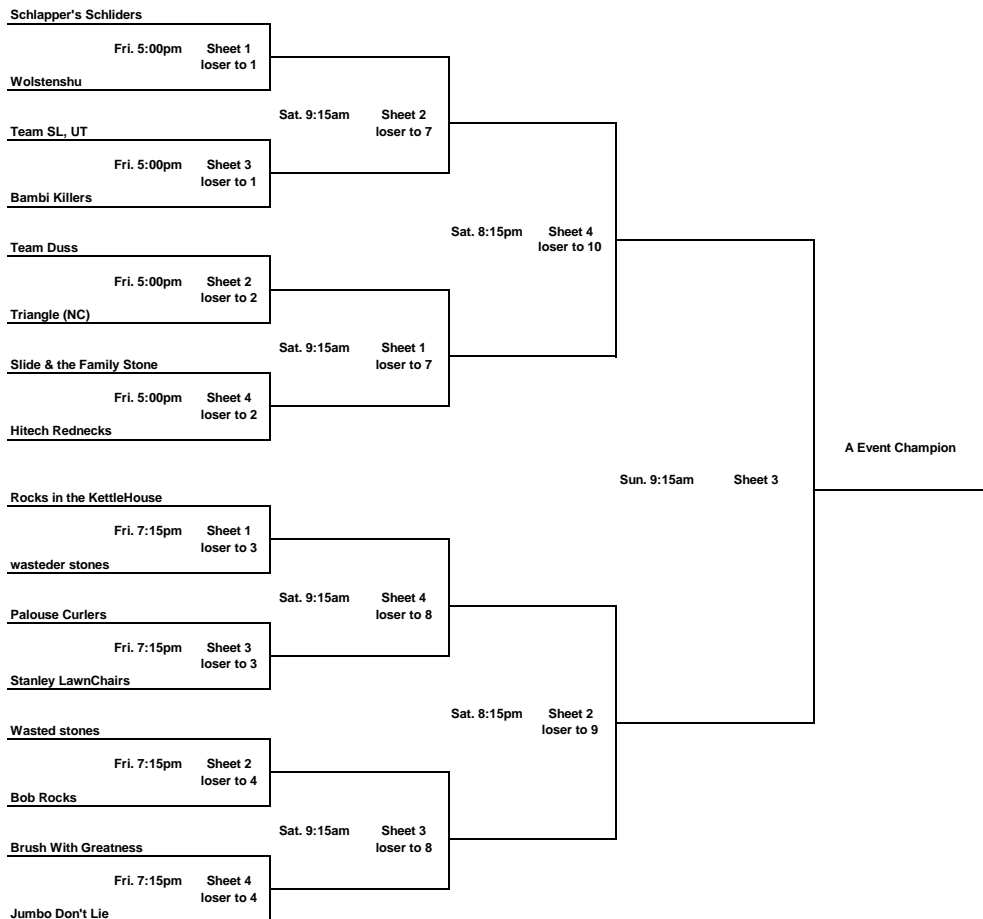 Schlapper's Schliders
Fri. 5:00pm Sheet 1
loser to 1
Wolstenshu
Sat. 9:15am Sheet 2
loser to 7
Team SL, UT
Fri. 5:00pm Sheet 3
loser to 1
Bambi Killers
Sat. 8:15pm Sheet 4
loser to 10
Team Duss
Fri. 5:00pm Sheet 2
loser to 2
Triangle (NC)
Sat. 9:15am Sheet 1
loser to 7
Slide & the Family Stone
Fri. 5:00pm Sheet 4
loser to 2
Hitech Rednecks
A Event Champion
Sun. 9:15am Sheet 3
Rocks in the KettleHouse
Fri. 7:15pm Sheet 1
loser to 3
wasteder stones
Sat. 9:15am Sheet 4
loser to 8
Palouse Curlers
Fri. 7:15pm Sheet 3
loser to 3
Stanley LawnChairs
Sat. 8:15pm Sheet 2
loser to 9
Wasted stones
Fri. 7:15pm Sheet 2
loser to 4
Bob Rocks
Sat. 9:15am Sheet 3
loser to 8
Brush With Greatness
Fri. 7:15pm Sheet 4
loser to 4
Jumbo Don't Lie